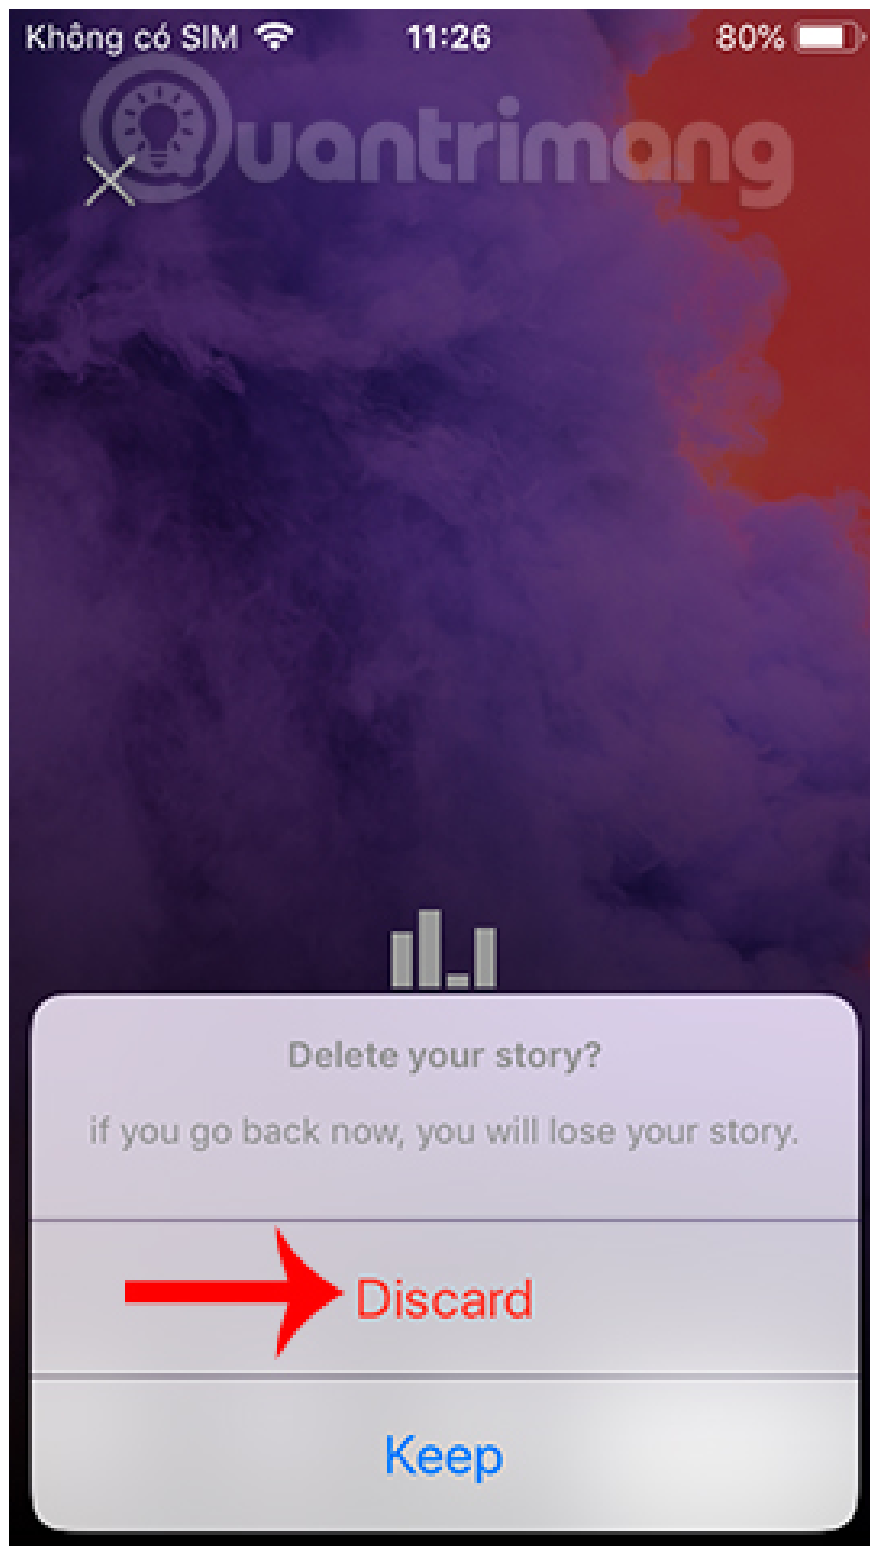 Không có SIM 11:26 80%
Quantrimang
Delete your story?
if you go back now, you will lose your story.
Discard
Keep